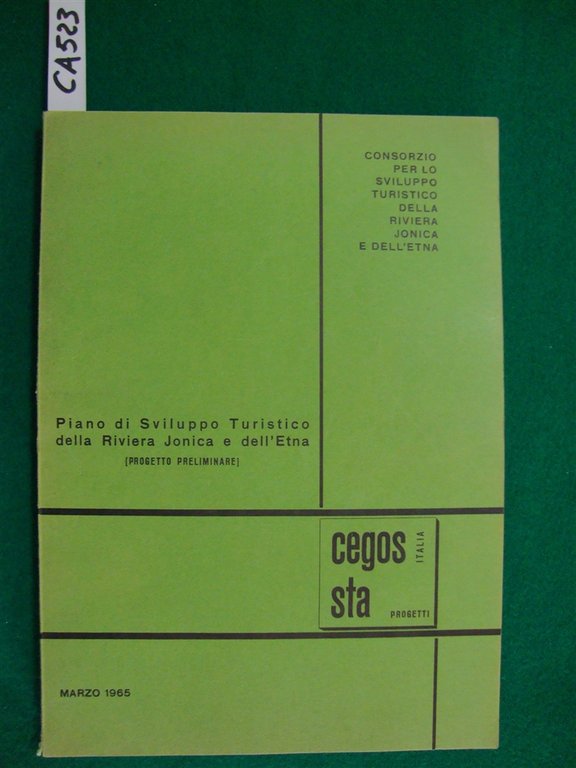 CA523
CONSORZIO
PER LO
SVILUPPO
TURISTICO
DELLA
RIVIERA
JONICA
E DELL'ETNA
Piano di Sviluppo Turistico
della Riviera Jonica e dell'Etna
(PROGETTO PRELIMINARE)
cegos
ITALIA
sta
PROGETTI
MARZO 1965